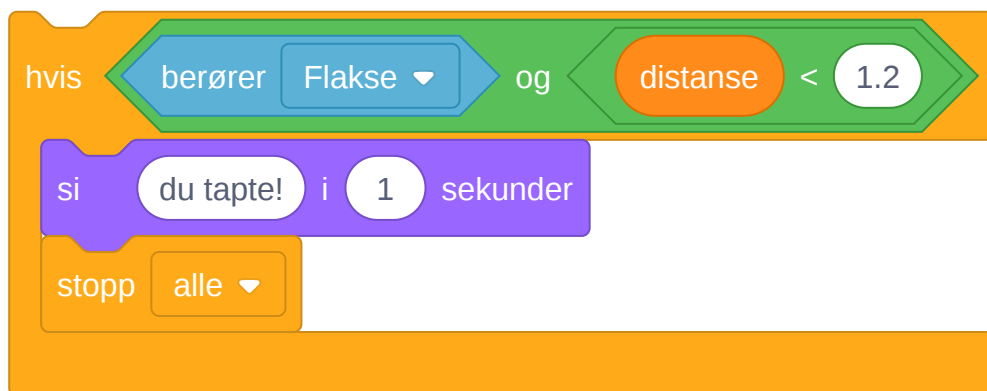 hvis berører Flakse og distanse < 1.2
si du tapte! i 1 sekunder
stopp alle